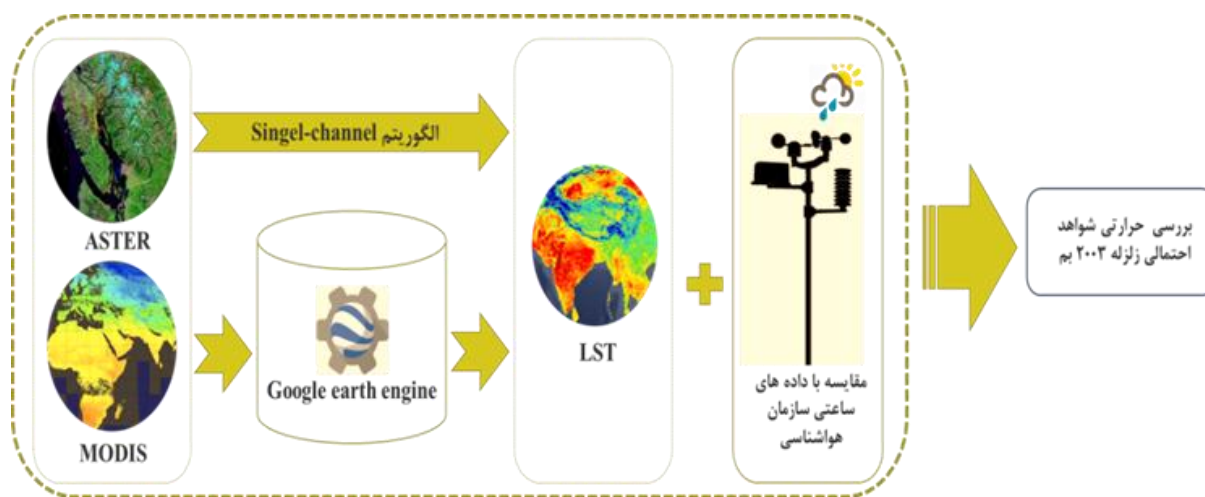 ASTER
الگوریتم Singel-channel
MODIS
Google earth engine
LST
مقایسه با داده های
ساعتی سازمان
هواشناسی
بررسی حرارتی شواهد
احتمالی زلزله ۲۰۰۳ بم